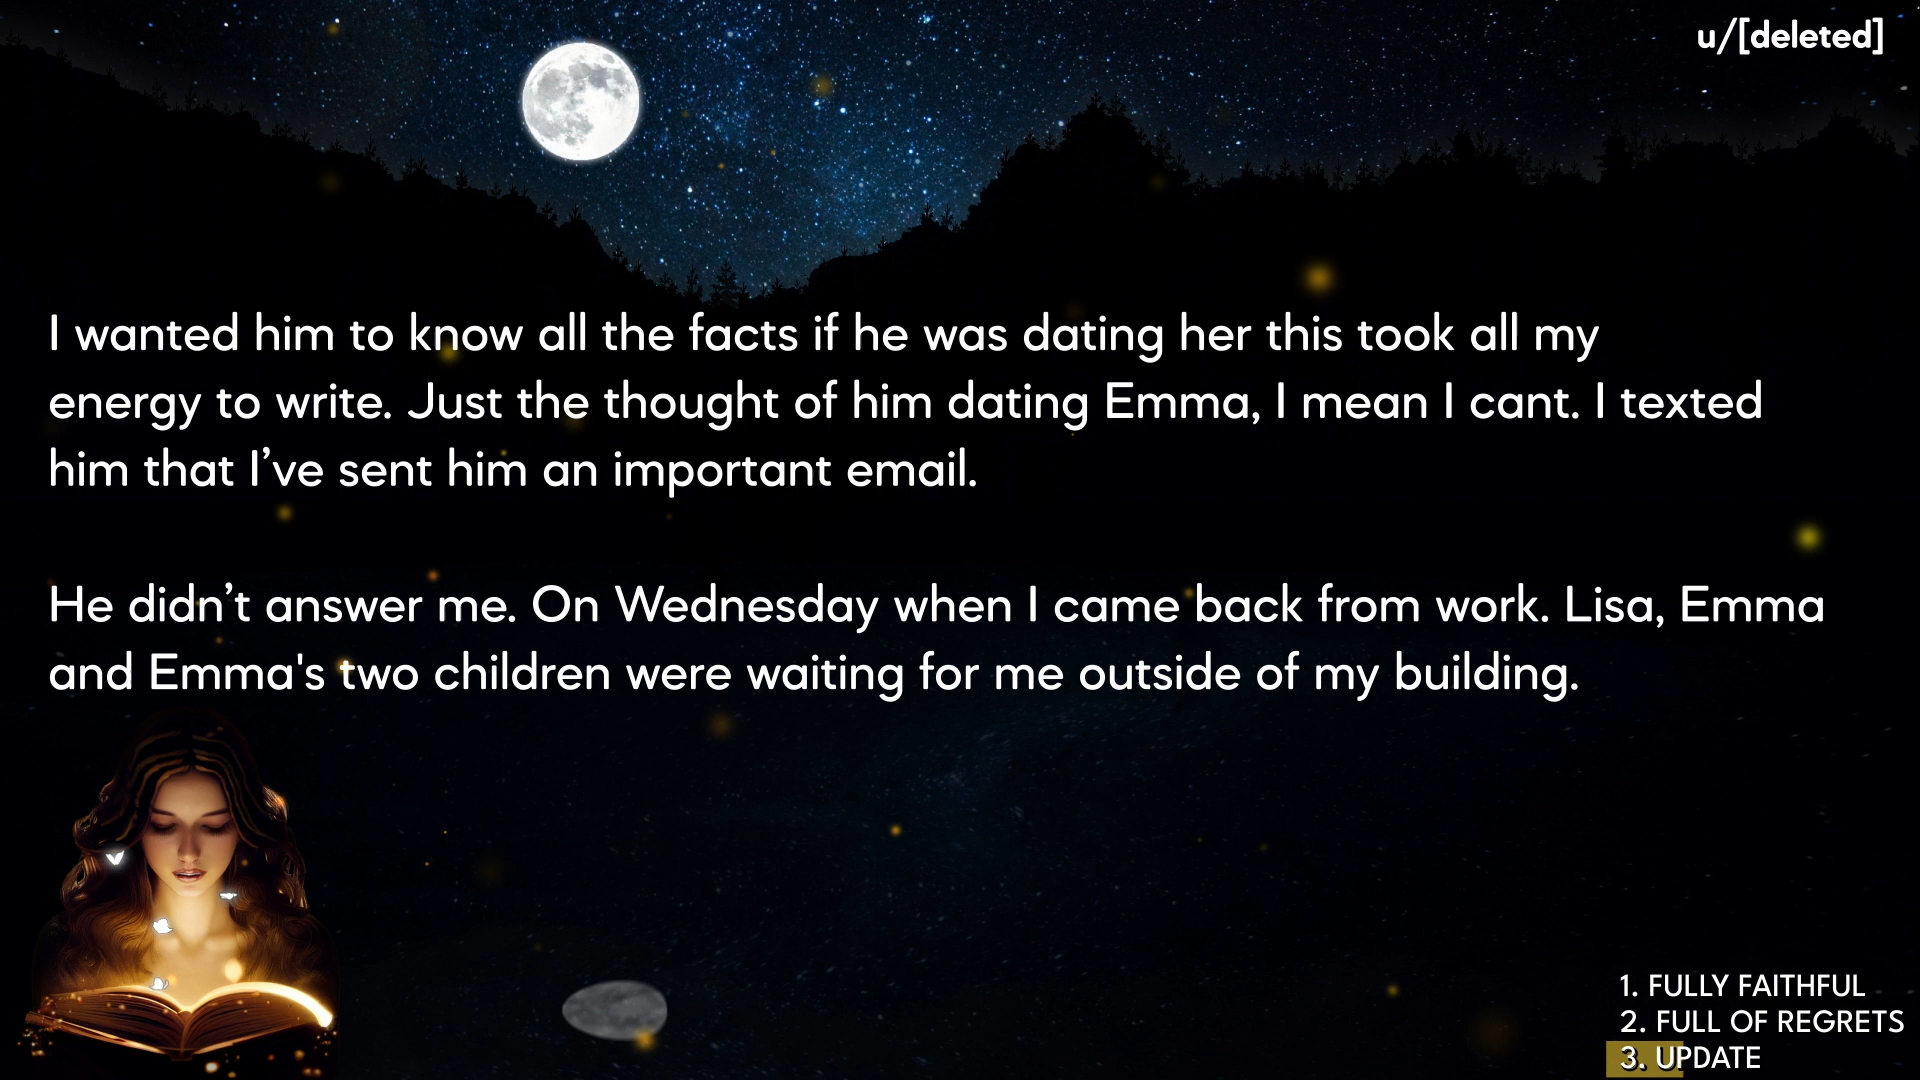 u/[deleted]
I wanted him to know all the facts if he was dating her this took all my
energy to write. Just the thought of him dating Emma, I mean I cant. I texted
him that I’ve sent him an important email.
He didn’t answer me. On Wednesday when I came back from work. Lisa, Emma
and Emma's two children were waiting for me outside of my building.
1. FULLY FAITHFUL
2. FULL OF REGRETS
3. UPDATE